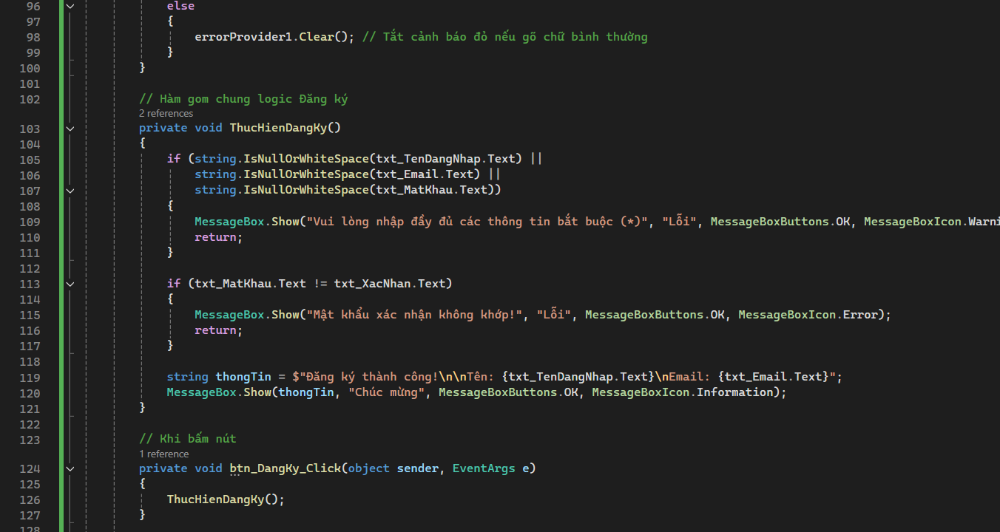 96 else
97 {
98 errorProvider1.Clear(); // Tắt cảnh báo đỏ nếu gõ chữ bình thường
99 }
100 }
101
102 // Hàm gom chung logic Đăng ký
2 references
103 private void ThucHienDangKy()
104 {
105 if (string.IsNullOrWhiteSpace(txt_TenDangNhap.Text) ||
106 string.IsNullOrWhiteSpace(txt_Email.Text) ||
107 string.IsNullOrWhiteSpace(txt_MatKhau.Text))
108 {
109 MessageBox.Show("Vui lòng nhập đầy đủ các thông tin bắt buộc (*)", "Lỗi", MessageBoxButtons.OK, MessageBoxIcon.Warni
110 return;
111 }
112
113 if (txt_MatKhau.Text != txt_XacNhan.Text)
114 {
115 MessageBox.Show("Mật khẩu xác nhận không khớp!", "Lỗi", MessageBoxButtons.OK, MessageBoxIcon.Error);
116 return;
117 }
118
119 string thongTin = $"Đăng ký thành công!\n\nTên: {txt_TenDangNhap.Text}\nEmail: {txt_Email.Text}";
120 MessageBox.Show(thongTin, "Chúc mừng", MessageBoxButtons.OK, MessageBoxIcon.Information);
121 }
122
123 // Khi bấm nút
1 reference
124 private void btn_DangKy_Click(object sender, EventArgs e)
125 {
126 ThucHienDangKy();
127 }
128